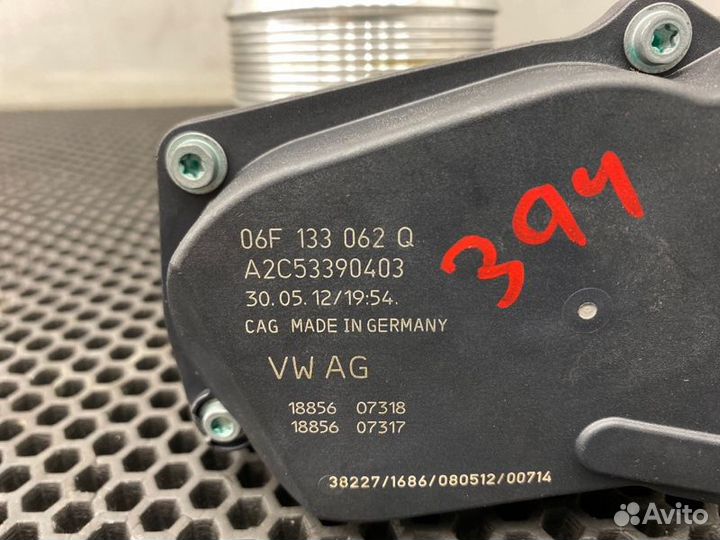 06F 133 062 Q
A2C53390403
30.05.12/19:54.
CAG MADE IN GERMANY
VW AG
18856 07318
18856 07317
38227/1686/080512/00714
394
Avito